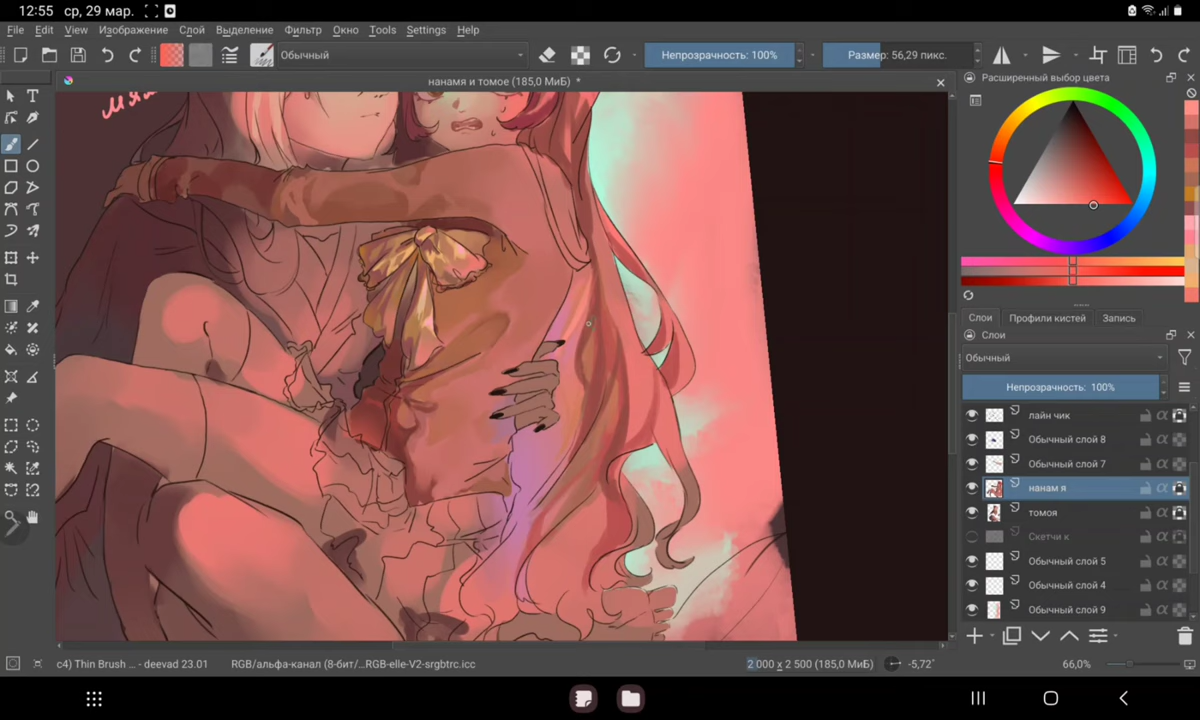 12:55 ср, 29 мар.
File Edit View Изображение Слой Выделение Фильтр Окно Tools Settings Help
Обычный Непрозрачность: 100% Размер: 56,29 пикс.
нанамя и томое (185,0 МиБ) *
Расширенный выбор цвета
Слои Профили кистей Запись
Слои
Обычный
Непрозрачность: 100%
лайн чик
Обычный слой 8
Обычный слой 7
нанам я
томоя
Скетчи к
Обычный слой 5
Обычный слой 4
Обычный слой 9
c4) Thin Brush ... - deevad 23.01 RGB/альфа-канал (8-бит/...RGB-elle-V2-srgbtrc.icc 2 000 x 2 500 (185,0 МиБ) -5,72° 66,0%